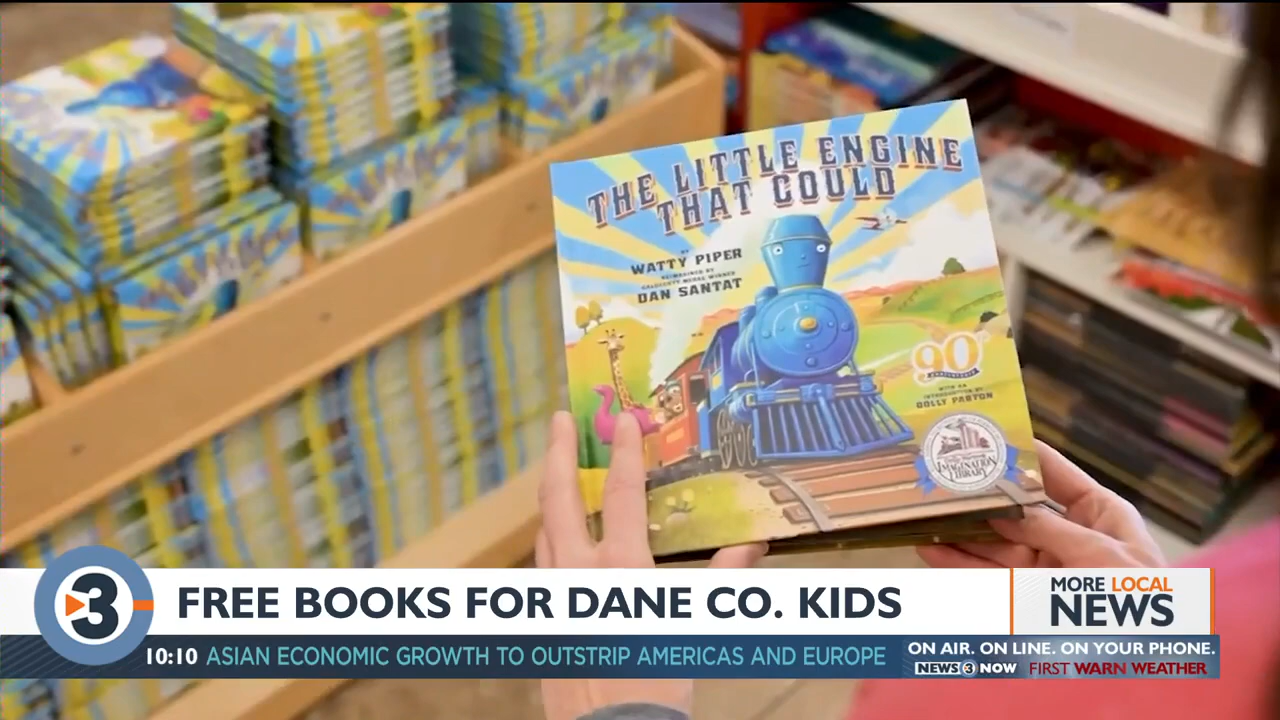 THE LITTLE ENGINE
THAT COULD
BY
WATTY PIPER
REIMAGINED BY
CALDECOTT MEDAL WINNER
DAN SANTAT
90
ANNIVERSARY
WITH AN
INTRODUCTION BY
DOLLY PARTON
IMAGINATION
LIBRARY
3
FREE BOOKS FOR DANE CO. KIDS
MORE LOCAL
NEWS
10:10 ASIAN ECONOMIC GROWTH TO OUTSTRIP AMERICAS AND EUROPE
ON AIR. ON LINE. ON YOUR PHONE.
NEWS 3 NOW FIRST WARN WEATHER